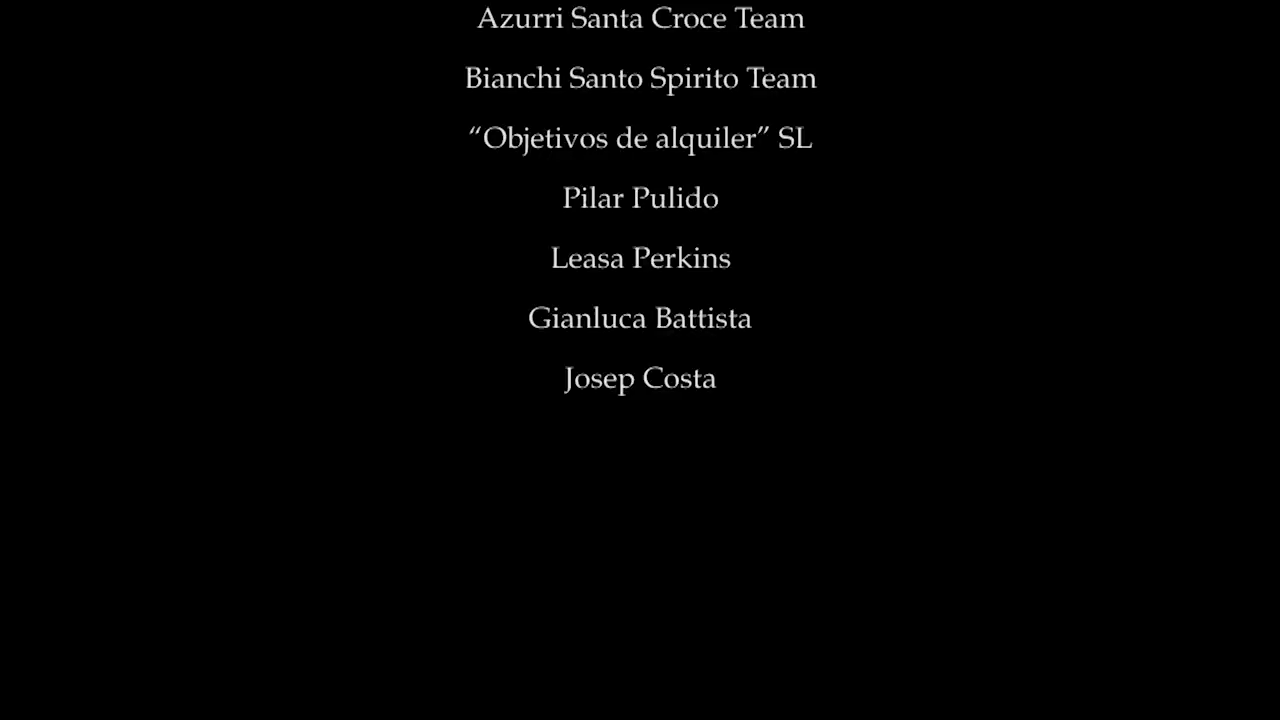 Azurri Santa Croce Team
Bianchi Santo Spirito Team
“Objetivos de alquiler” SL
Pilar Pulido
Leasa Perkins
Gianluca Battista
Josep Costa